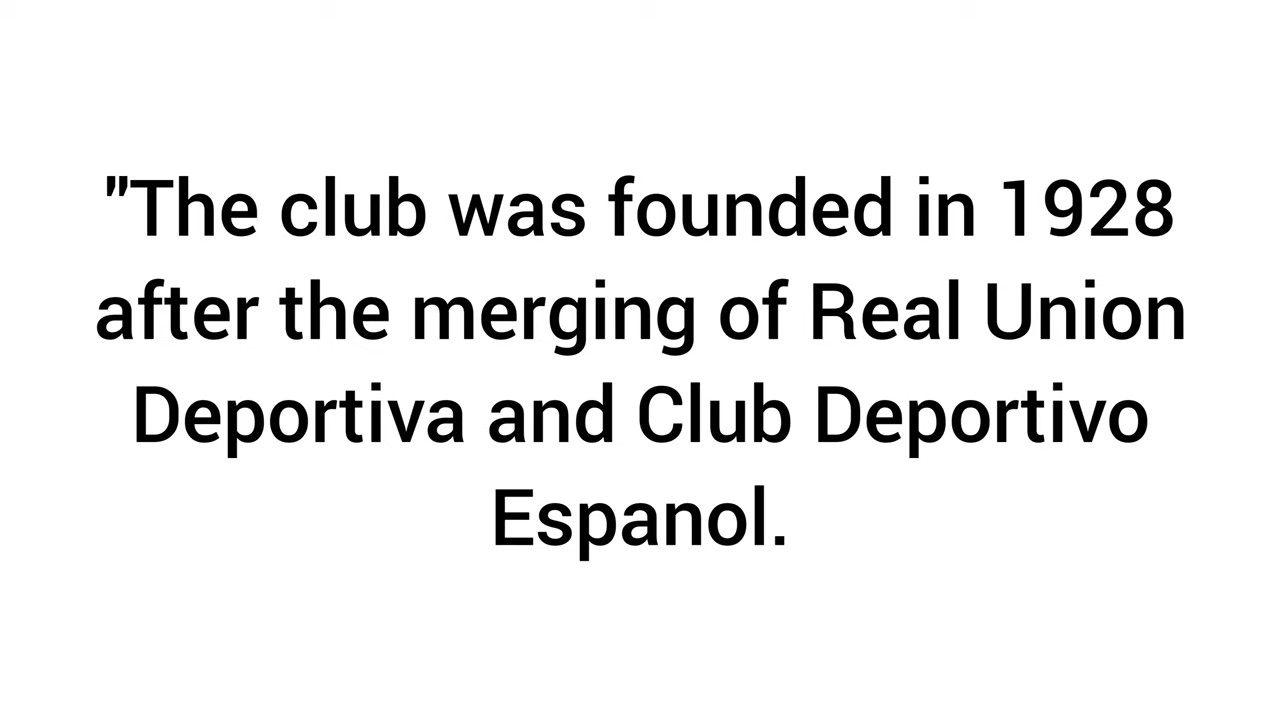 "The club was founded in 1928
after the merging of Real Union
Deportiva and Club Deportivo
Espanol.